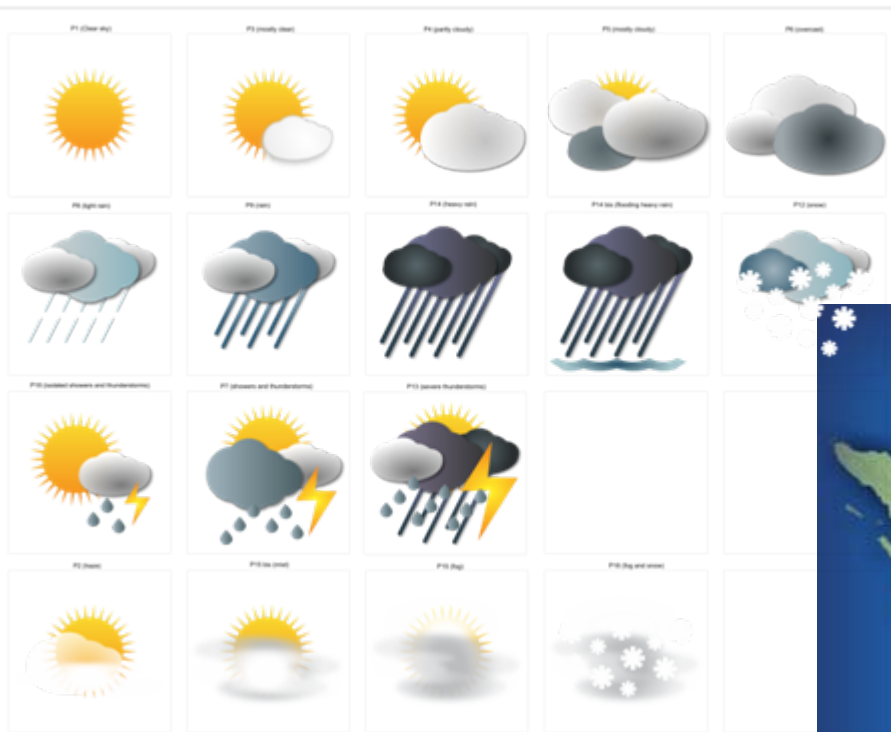 P1 (Clear sky)
P3 (mostly clear)
P4 (partly cloudy)
P5 (mostly cloudy)
P6 (overcast)
P8 (light rain)
P9 (rain)
P14 (heavy rain)
P14 bis (flooding heavy rain)
P12 (snow)
P10 (isolated showers and thunderstorms)
P7 (showers and thunderstorms)
P13 (severe thunderstorms)
P2 (haze)
bis (mist)
(fog)
P16 (fog and snow)